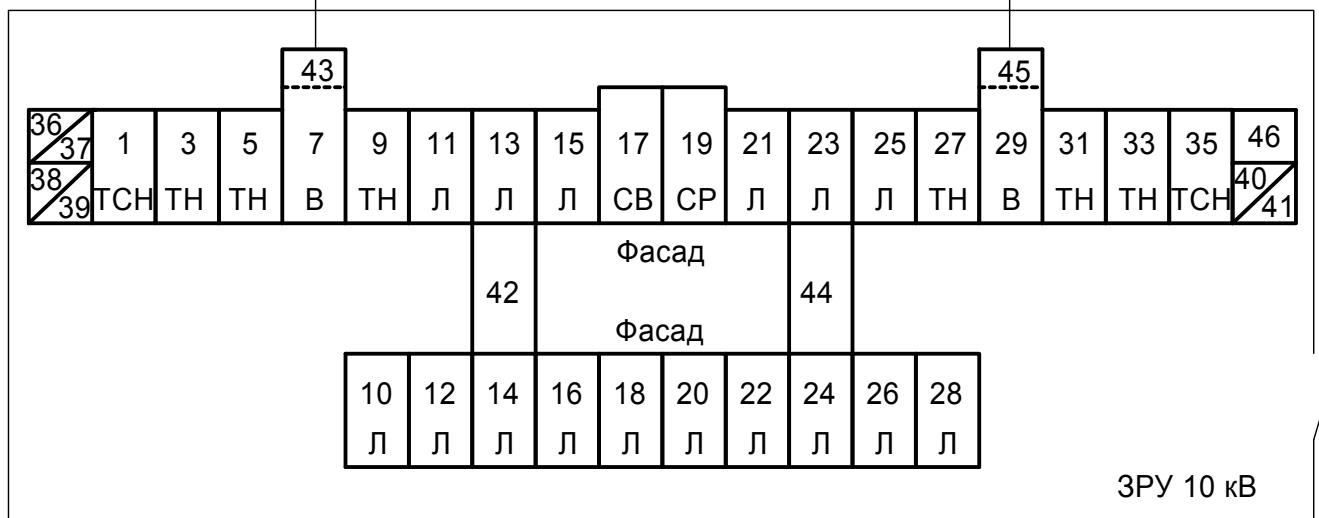 43 45
36 37 1 3 5 7 9 11 13 15 17 19 21 23 25 27 29 31 33 35 46
38 39 ТСН ТН ТН В ТН Л Л Л СВ СР Л Л Л ТН В ТН ТН ТСН 40 41
Фасад
42 44
Фасад
10 12 14 16 18 20 22 24 26 28
Л Л Л Л Л Л Л Л Л Л
ЗРУ 10 кВ